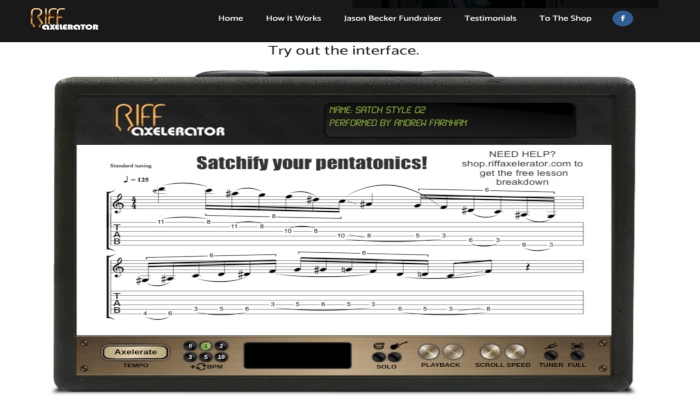 RIFF
AXELERATOR
Home How It Works Jason Becker Fundraiser Testimonials To The Shop f
Try out the interface.
RIFF
AXELERATOR
NAME: SATCH STYLE 02
PERFORMED BY ANDREW FARNHAM
Standard tuning
Satchify your pentatonics!
NEED HELP?
shop.riffaxelerator.com to
get the free lesson
breakdown
♩ = 125
6 6
4
4
T
A
B
11 8 11 8 10 8 10 8 5 3 6 3 6 3
6 6
T
A
B
4 6 3 5 6 3 5 6 5 3 6 5 3 8
Axelerate
TEMPO
0 1 2
3 5 10
+ BPM
SOLO
PLAYBACK
SCROLL SPEED
TUNER
FULL